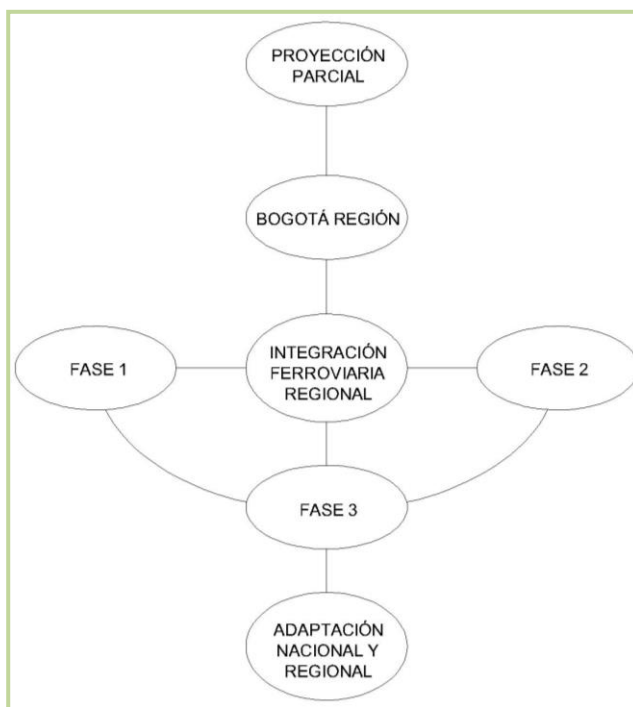 PROYECCIÓN
PARCIAL
BOGOTÁ REGIÓN
FASE 1
INTEGRACIÓN
FERROVIARIA
REGIONAL
FASE 2
FASE 3
ADAPTACIÓN
NACIONAL Y
REGIONAL